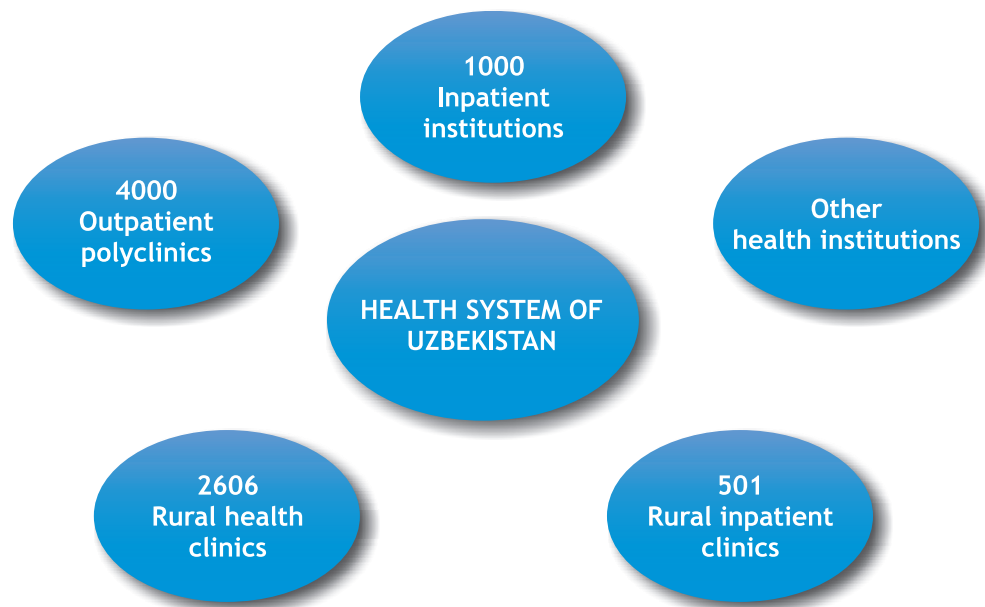 1000
Inpatient
institutions
4000
Outpatient
polyclinics
Other
health institutions
HEALTH SYSTEM OF
UZBEKISTAN
2606
Rural health
clinics
501
Rural inpatient
clinics